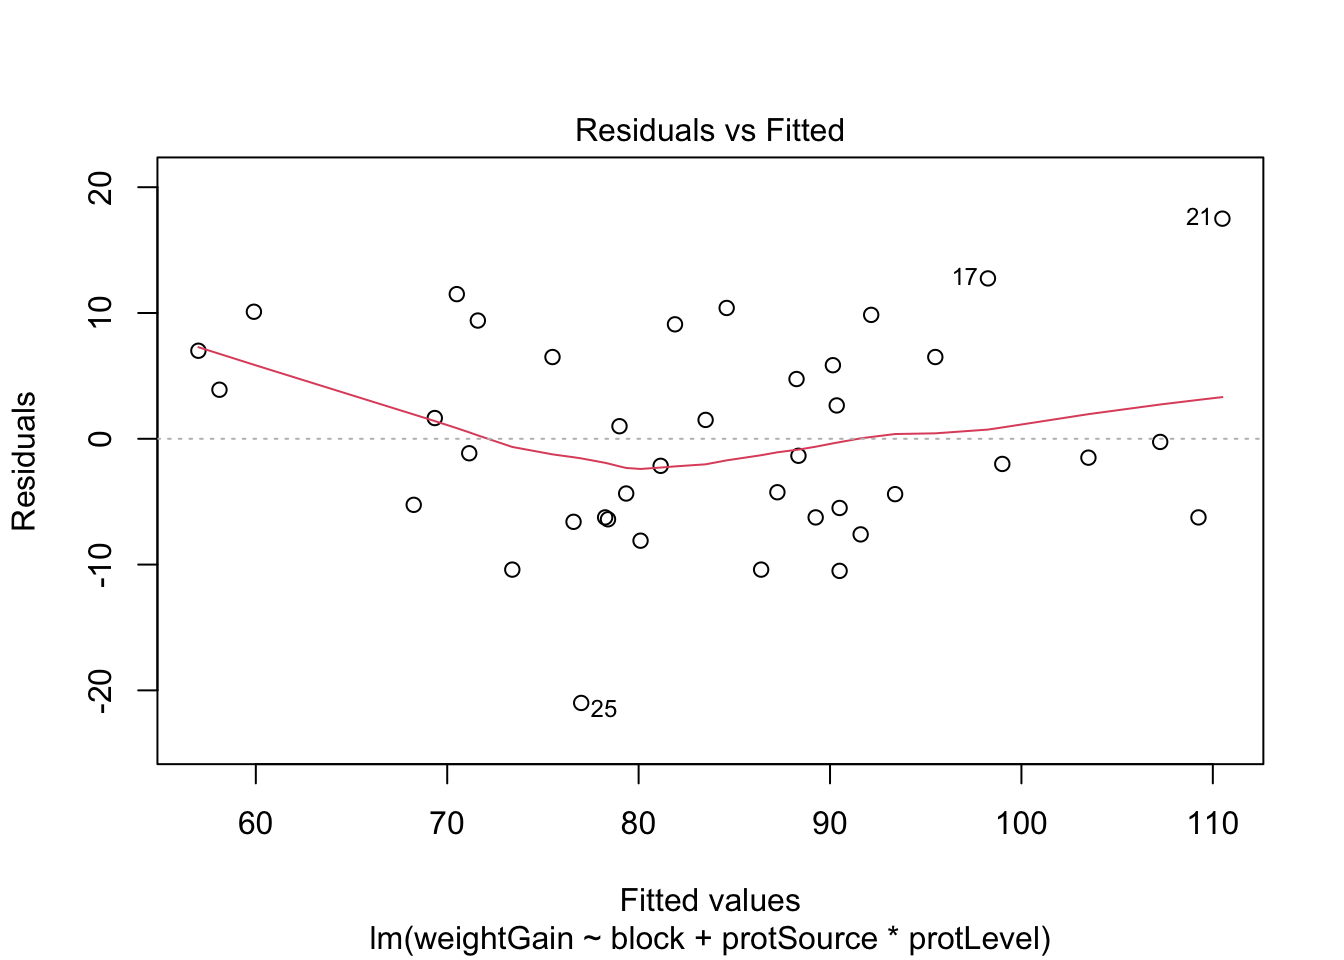 Residuals vs Fitted
Residuals
20
10
0
-10
-20
21
17
25
60 70 80 90 100 110
Fitted values
lm(weightGain ~ block + protSource * protLevel)